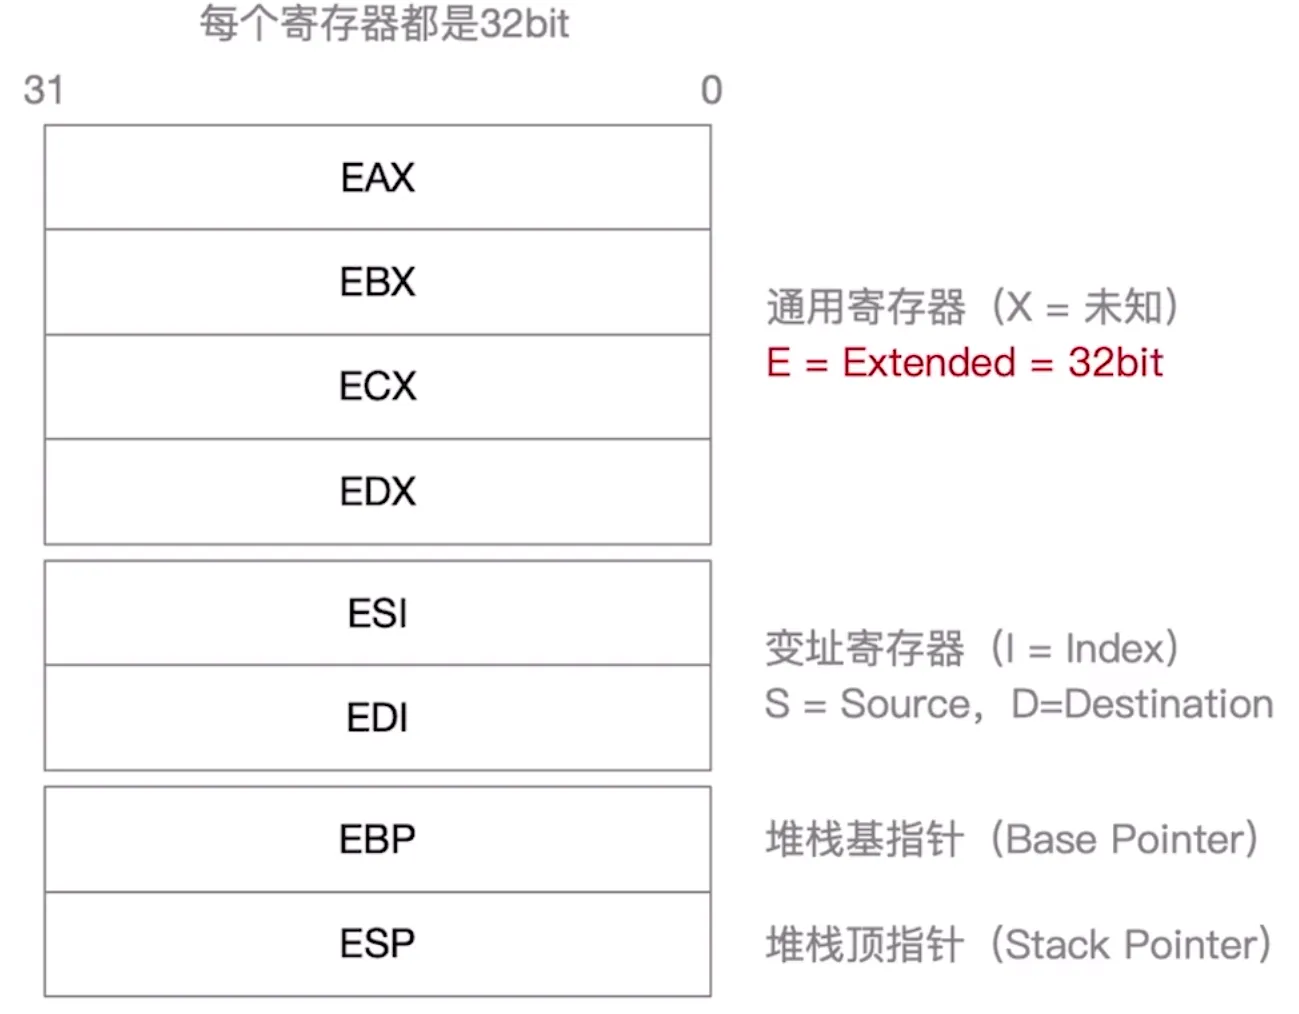 每个寄存器都是32bit
31 0
EAX
EBX
通用寄存器（X = 未知）
E = Extended = 32bit
ECX
EDX
ESI
变址寄存器（I = Index）
S = Source，D=Destination
EDI
EBP 堆栈基指针（Base Pointer）
ESP 堆栈顶指针（Stack Pointer）